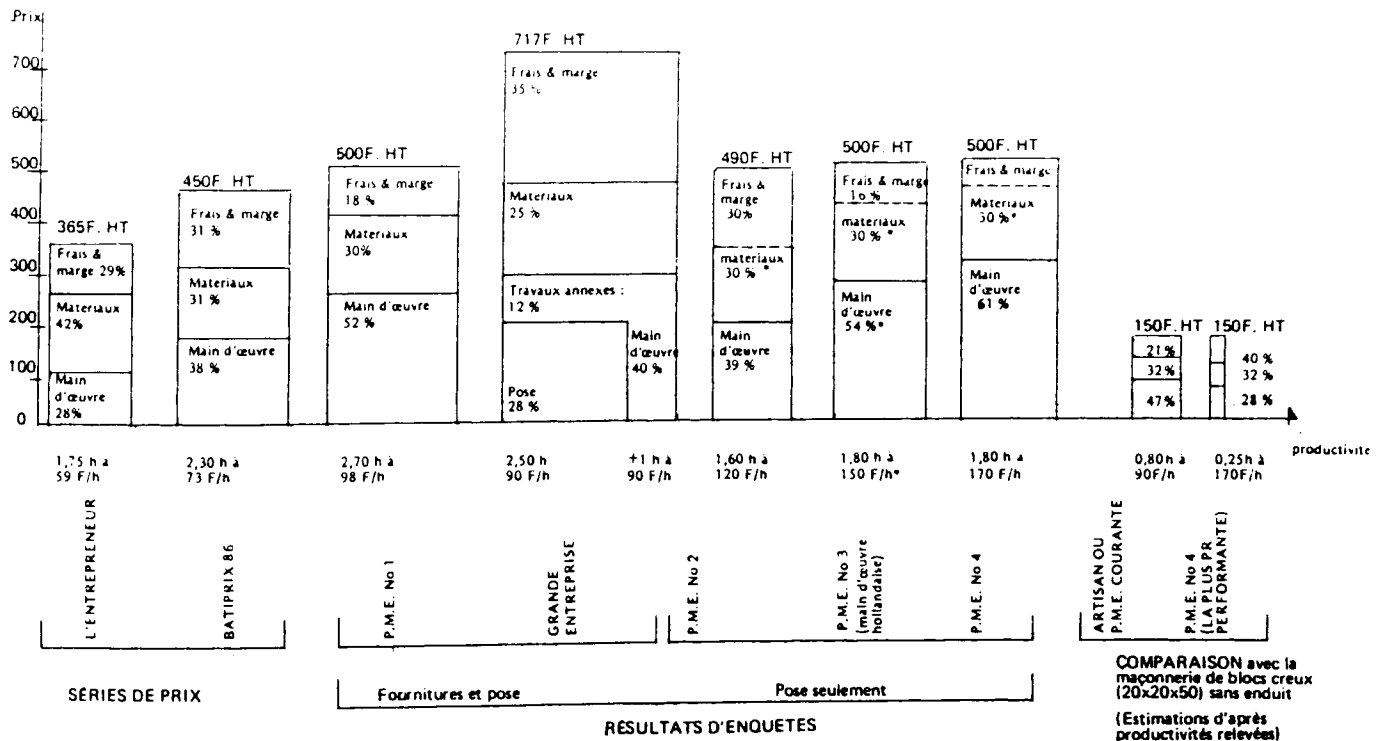 Prix
700
600
500
400
300
200
100
0
365F. HT
Frais &
marge 29%
Materiaux
42%
Main
d'œuvre
28%
450F. HT
Frais & marge
31 %
Materiaux
31 %
Main d'œuvre
38 %
500F. HT
Frais & marge
18 %
Materiaux
30%
Main d'œuvre
52 %
717F. HT
Frais & marge
35 %
Materiaux
25 %
Travaux annexes :
12 %
Pose
28 %
Main
d'œuvre
40 %
490F. HT
Frais &
marge
30%
materiaux
30 % *
Main
d'œuvre
39 %
500F. HT
Frais & marge
16 %
materiaux
30 % *
Main
d'œuvre
54 %*
500F. HT
Frais & marge
Materiaux
30 %*
Main
d'œuvre
61 %
150F. HT
21%
32%
47%
150F. HT
40 %
32 %
28 %
productivite
1,75 h à
59 F/h
2,30 h à
73 F/h
2,70 h à
98 F/h
2,50 h
90 F/h
+1 h à
90 F/h
1,60 h à
120 F/h
1,80 h à
150 F/h*
1,80 h à
170 F/h
0,80 h à
90F/h
0,25h à
170F/h
L'ENTREPRENEUR
BATIPRIX 86
P.M.E. No 1
GRANDE
ENTREPRISE
P.M.E. No 2
P.M.E. No 3
(main d'œuvre
hollandaise)
P.M.E. No 4
ARTISAN OU
P.M.E. COURANTE
P.M.E. No 4
(LA PLUS PR
PERFORMANTE)
SÉRIES DE PRIX
Fournitures et pose
Pose seulement
RÉSULTATS D'ENQUETES
COMPARAISON avec la
maçonnerie de blocs creux
(20x20x50) sans enduit
(Estimations d'après
productivités relevées)